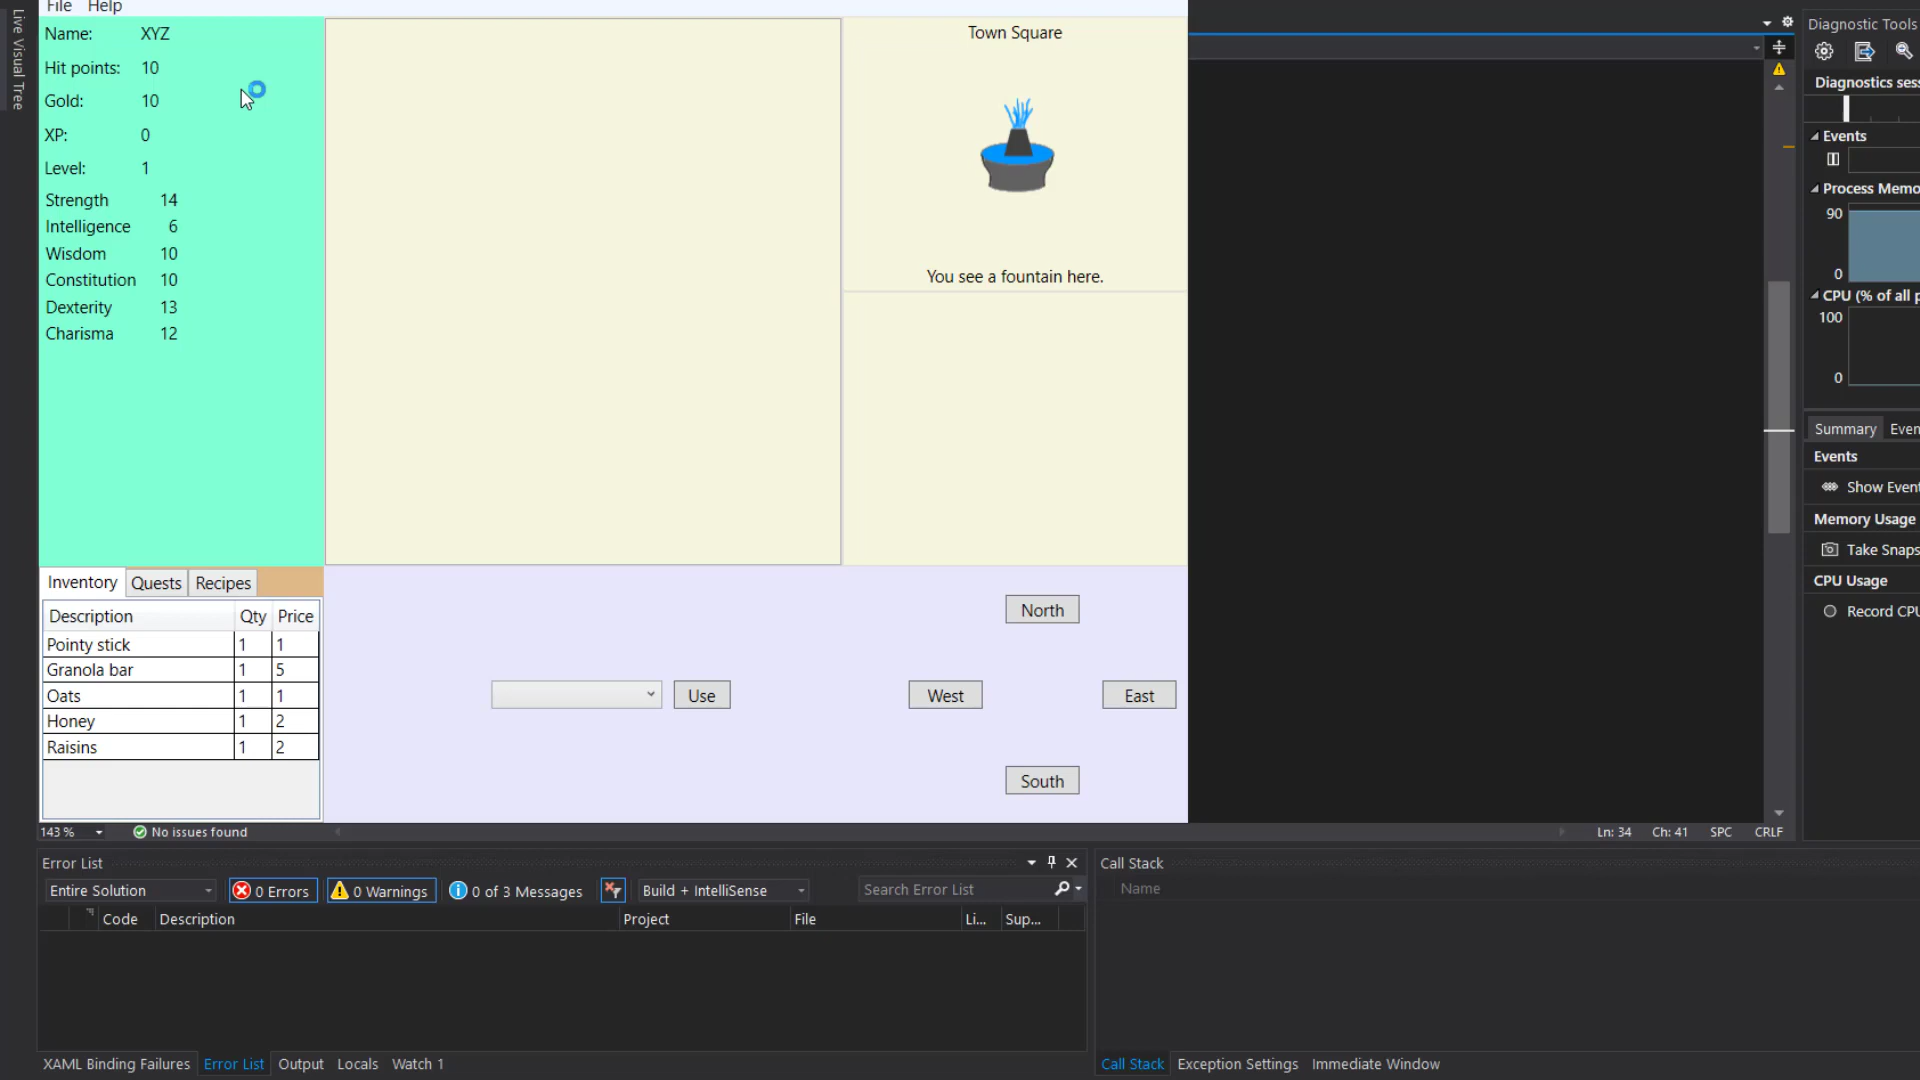 File Help
Live Visual Tree
Name: XYZ
Hit points: 10
Gold: 10
XP: 0
Level: 1
Strength 14
Intelligence 6
Wisdom 10
Constitution 10
Dexterity 13
Charisma 12
Town Square
You see a fountain here.
Inventory Quests Recipes
Description Qty Price
Pointy stick 1 1
Granola bar 1 5
Oats 1 1
Honey 1 2
Raisins 1 2
Use
North
West
East
South
143 % No issues found
Ln: 34 Ch: 41 SPC CRLF
Diagnostic Tools
Diagnostics sess
Events
Process Memo
90
0
CPU (% of all p
100
0
Summary Even
Events
Show Event
Memory Usage
Take Snaps
CPU Usage
Record CPU
Error List
Entire Solution 0 Errors 0 Warnings 0 of 3 Messages Build + IntelliSense Search Error List
Code Description Project File Li... Sup...
XAML Binding Failures Error List Output Locals Watch 1
Call Stack
Name
Call Stack Exception Settings Immediate Window